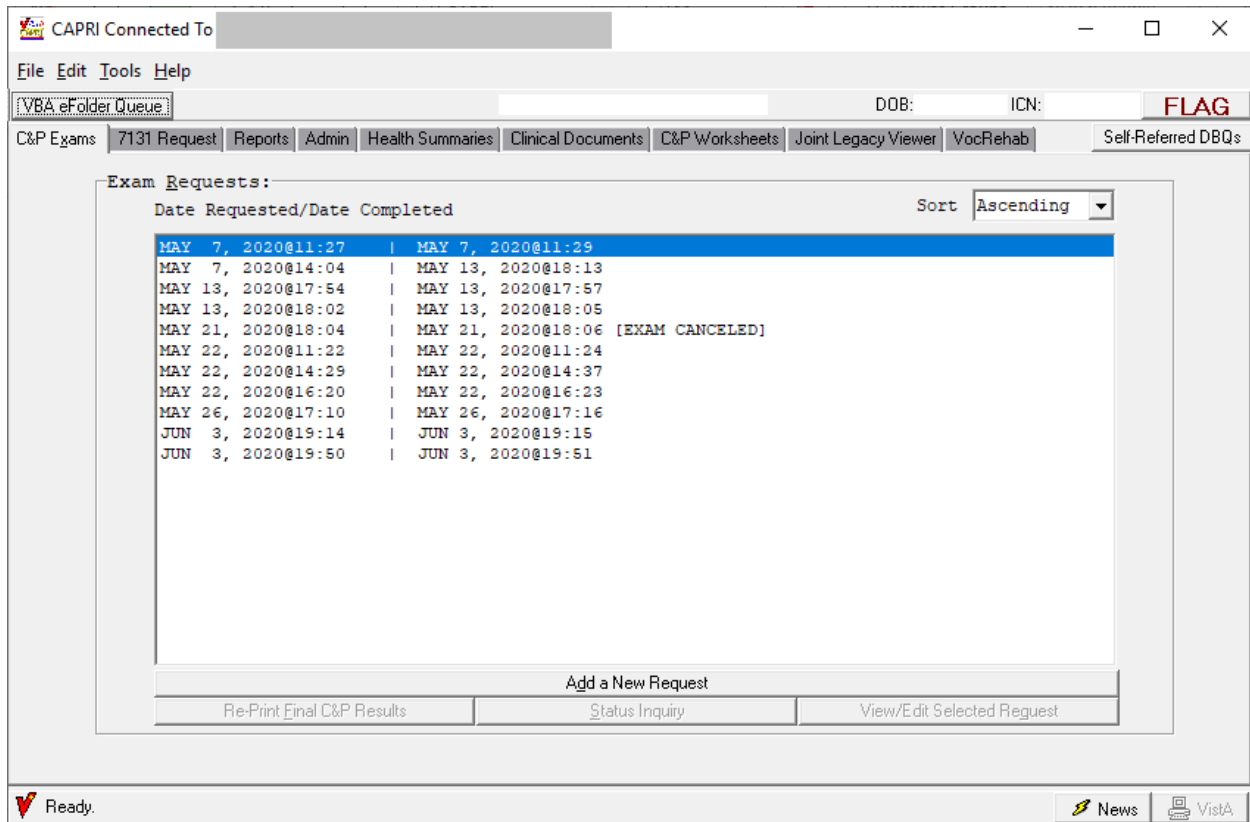 CAPRI Connected To
File Edit Tools Help
VBA eFolder Queue DOB: ICN: FLAG
C&P Exams 7131 Request Reports Admin Health Summaries Clinical Documents C&P Worksheets Joint Legacy Viewer VocRehab Self-Referred DBQs
Exam Requests:
Date Requested/Date Completed Sort Ascending
MAY 7, 2020@11:27 | MAY 7, 2020@11:29
MAY 7, 2020@14:04 | MAY 13, 2020@18:13
MAY 13, 2020@17:54 | MAY 13, 2020@17:57
MAY 13, 2020@18:02 | MAY 13, 2020@18:05
MAY 21, 2020@18:04 | MAY 21, 2020@18:06 [EXAM CANCELED]
MAY 22, 2020@11:22 | MAY 22, 2020@11:24
MAY 22, 2020@14:29 | MAY 22, 2020@14:37
MAY 22, 2020@16:20 | MAY 22, 2020@16:23
MAY 26, 2020@17:10 | MAY 26, 2020@17:16
JUN 3, 2020@19:14 | JUN 3, 2020@19:15
JUN 3, 2020@19:50 | JUN 3, 2020@19:51
Add a New Request
Re-Print Final C&P Results Status Inquiry View/Edit Selected Request
Ready. News VistA